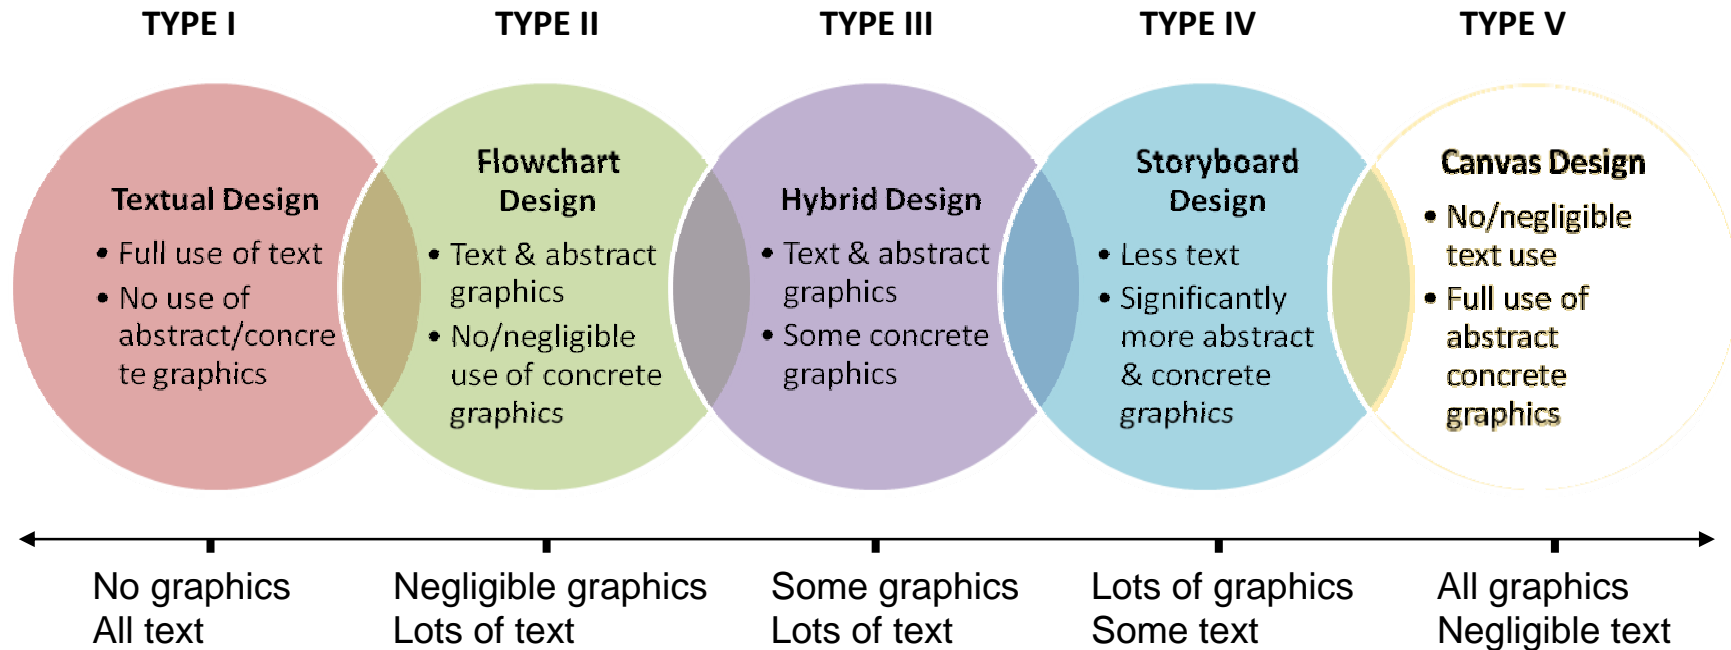 TYPE I
TYPE II
TYPE III
TYPE IV
TYPE V
Textual Design
• Full use of text
• No use of
abstract/concre
te graphics
Flowchart
Design
• Text & abstract
graphics
• No/negligible
use of concrete
graphics
Hybrid Design
• Text & abstract
graphics
• Some concrete
graphics
Storyboard
Design
• Less text
• Significantly
more abstract
& concrete
graphics
Canvas Design
• No/negligible
text use
• Full use of
abstract
concrete
graphics
No graphics
All text
Negligible graphics
Lots of text
Some graphics
Lots of text
Lots of graphics
Some text
All graphics
Negligible text